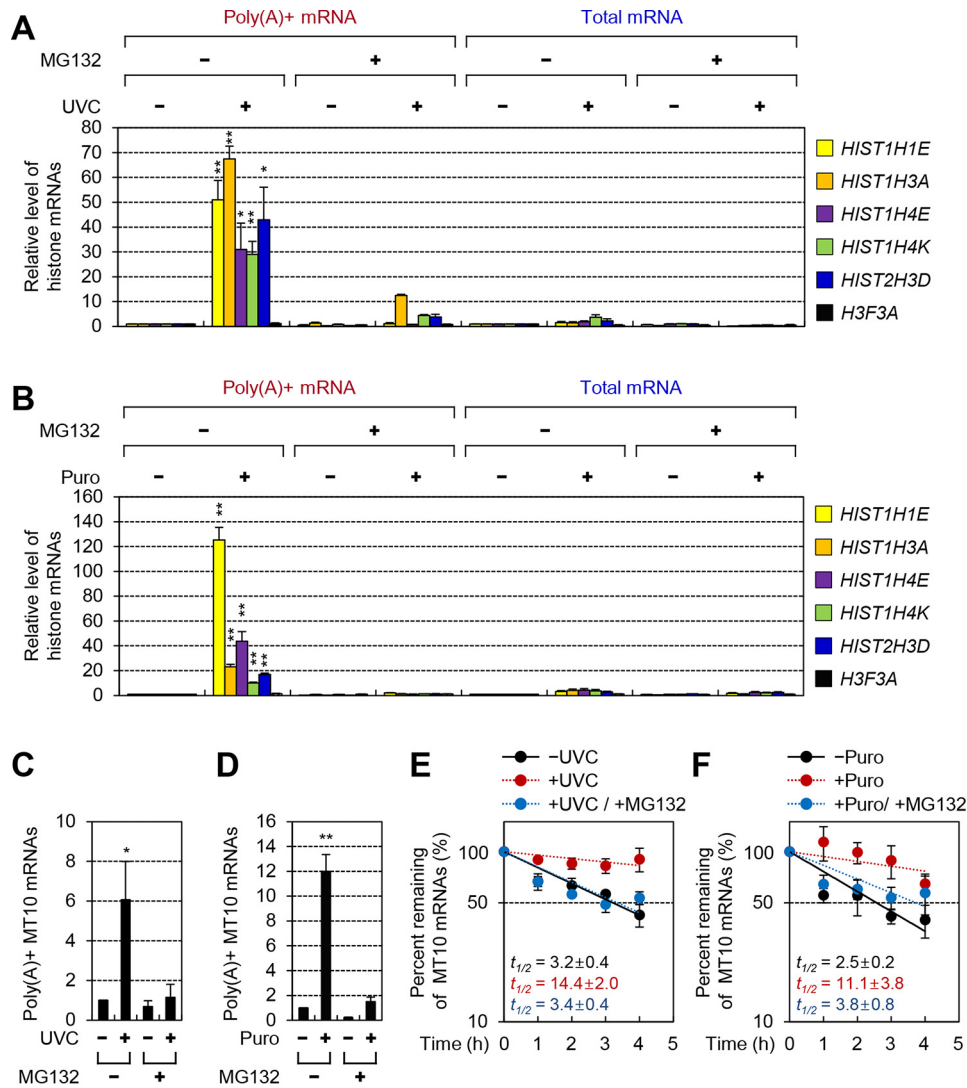 A
Poly(A)+ mRNA Total mRNA
MG132 − + − +
UVC − + − + − + − +
Relative level of
histone mRNAs
80
70
60
50
40
30
20
10
0
** ** * ** *
HIST1H1E
HIST1H3A
HIST1H4E
HIST1H4K
HIST2H3D
H3F3A
B
Poly(A)+ mRNA Total mRNA
MG132 − + − +
Puro − + − + − + − +
Relative level of
histone mRNAs
160
140
120
100
80
60
40
20
0
** ** ** ** **
HIST1H1E
HIST1H3A
HIST1H4E
HIST1H4K
HIST2H3D
H3F3A
C
Poly(A)+ MT10 mRNAs
10
8
6
4
2
0
*
UVC − + − +
MG132 − +
D
Poly(A)+ MT10 mRNAs
16
14
12
10
8
6
4
2
0
**
Puro − + − +
MG132 − +
E
−UVC
+UVC
+UVC / +MG132
Percent remaining
of MT10 mRNAs (%)
100
50
10
t1/2 = 3.2±0.4
t1/2 = 14.4±2.0
t1/2 = 3.4±0.4
Time (h) 0 1 2 3 4 5
F
−Puro
+Puro
+Puro/ +MG132
Percent remaining
of MT10 mRNAs (%)
100
50
10
t1/2 = 2.5±0.2
t1/2 = 11.1±3.8
t1/2 = 3.8±0.8
Time (h) 0 1 2 3 4 5